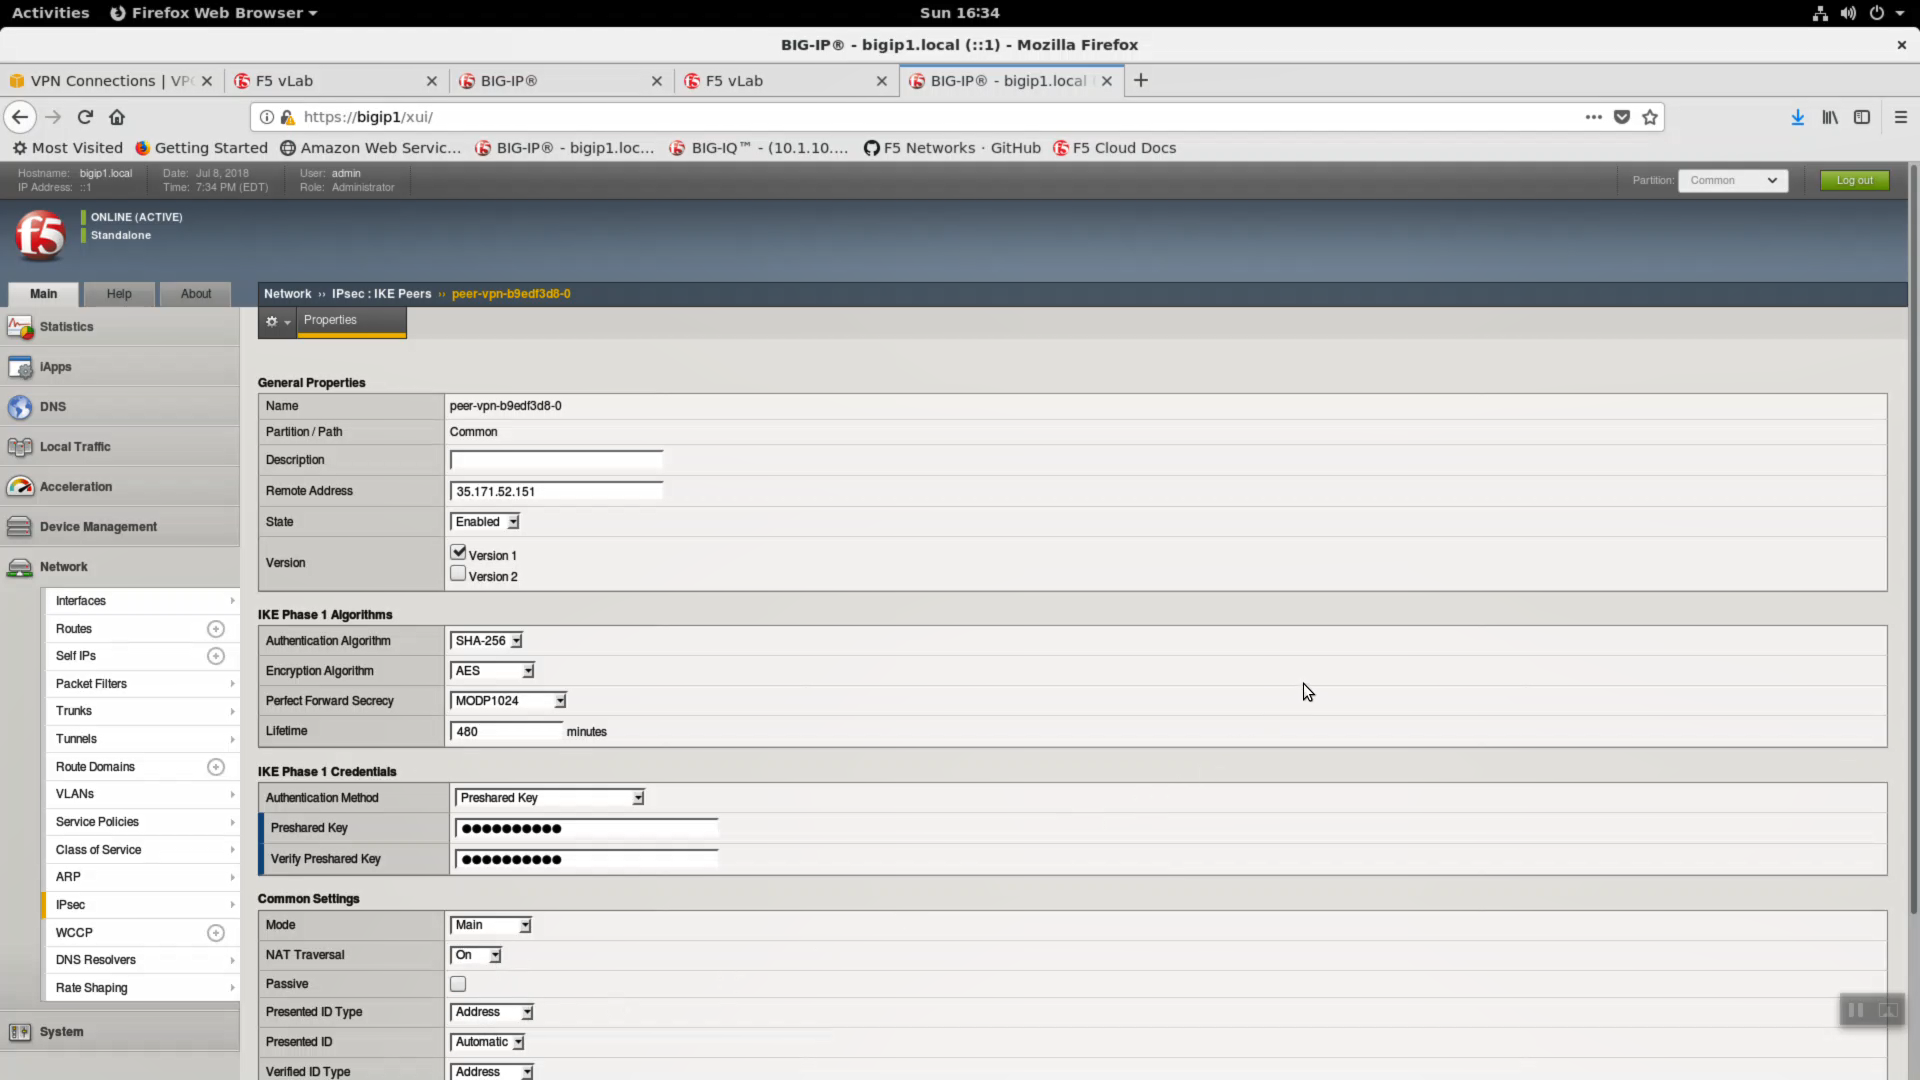 Activities Firefox Web Browser Sun 16:34
BIG-IP® - bigip1.local (::1) - Mozilla Firefox
VPN Connections | VPC F5 vLab BIG-IP® F5 vLab BIG-IP® - bigip1.local
https://bigip1/xui/
Most Visited Getting Started Amazon Web Servic... BIG-IP® - bigip1.loc... BIG-IQ™ - (10.1.10.... F5 Networks · GitHub F5 Cloud Docs
Hostname: bigip1.local Date: Jul 8, 2018 User: admin Partition: Common Log out
IP Address: ::1 Time: 7:34 PM (EDT) Role: Administrator
f5
ONLINE (ACTIVE)
Standalone
Main Help About
Network ›› IPsec : IKE Peers ›› peer-vpn-b9edf3d8-0
Properties
Statistics
iApps
DNS
Local Traffic
Acceleration
Device Management
Network
Interfaces
Routes
Self IPs
Packet Filters
Trunks
Tunnels
Route Domains
VLANs
Service Policies
Class of Service
ARP
IPsec
WCCP
DNS Resolvers
Rate Shaping
System
General Properties
Name peer-vpn-b9edf3d8-0
Partition / Path Common
Description
Remote Address 35.171.52.151
State Enabled
Version Version 1
Version 2
IKE Phase 1 Algorithms
Authentication Algorithm SHA-256
Encryption Algorithm AES
Perfect Forward Secrecy MODP1024
Lifetime 480 minutes
IKE Phase 1 Credentials
Authentication Method Preshared Key
Preshared Key ●●●●●●●●●●
Verify Preshared Key ●●●●●●●●●●
Common Settings
Mode Main
NAT Traversal On
Passive
Presented ID Type Address
Presented ID Automatic
Verified ID Type Address